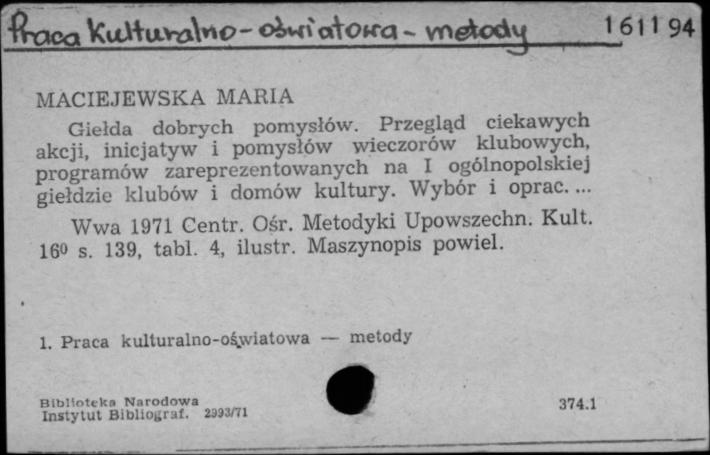 Praca kulturalno-oświatowa - metody 161194
MACIEJEWSKA MARIA
Giełda dobrych pomysłów. Przegląd ciekawych
akcji, inicjatyw i pomysłów wieczorów klubowych,
programów zareprezentowanych na I ogólnopolskiej
giełdzie klubów i domów kultury. Wybór i oprac. ...
Wwa 1971 Centr. Ośr. Metodyki Upowszechn. Kult.
16⁰ s. 139, tabl. 4, ilustr. Maszynopis powiel.
1. Praca kulturalno-oświatowa — metody
Biblioteka Narodowa
Instytut Bibliograf. 2993/71 374.1